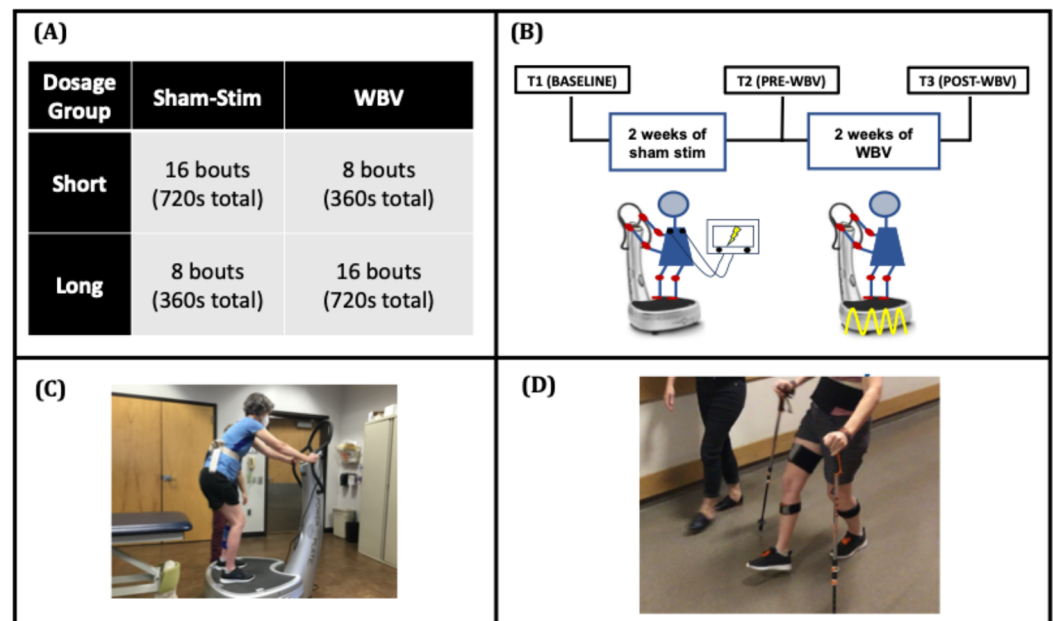 (A)
Dosage Group
Sham-Stim
WBV
Short
16 bouts
(720s total)
8 bouts
(360s total)
Long
8 bouts
(360s total)
16 bouts
(720s total)
(B)
T1 (BASELINE)
T2 (PRE-WBV)
T3 (POST-WBV)
2 weeks of
sham stim
2 weeks of
WBV
(C)
(D)